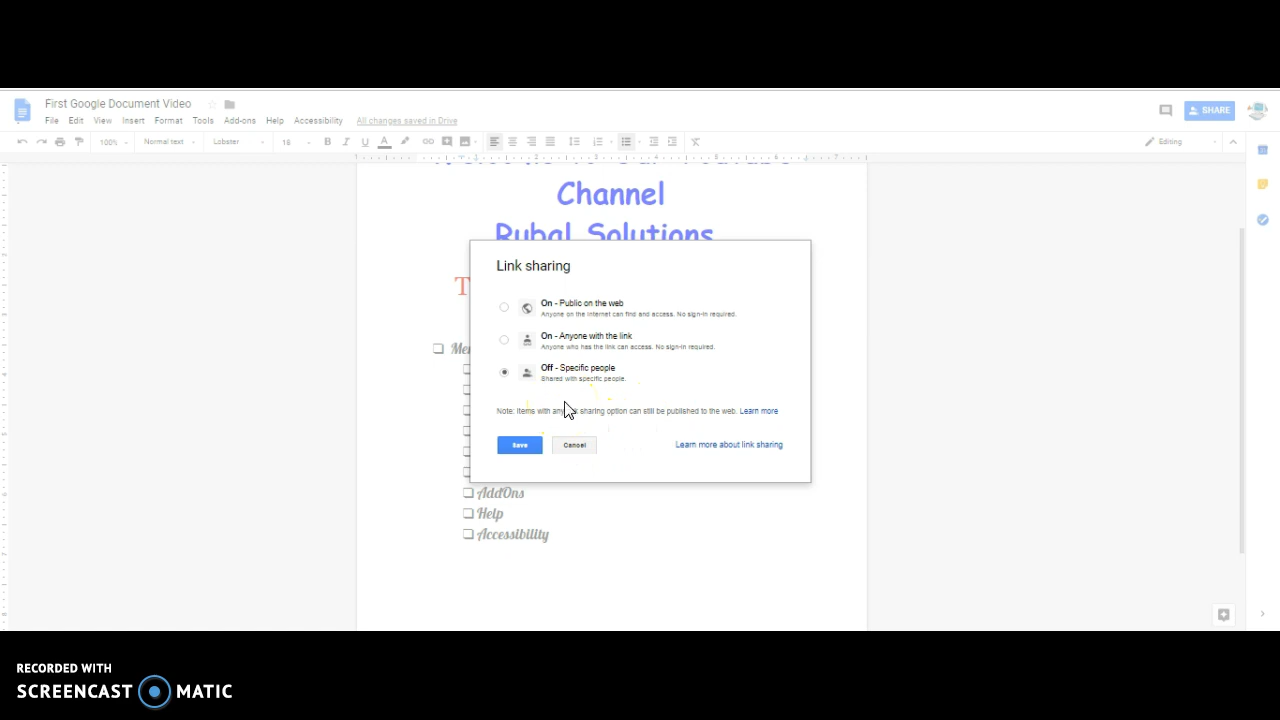 First Google Document Video
File Edit View Insert Format Tools Add-ons Help Accessibility All changes saved in Drive
SHARE
100% Normal text Lobster 16 B I U A Editing
Channel
Rubal Solutions
T
Link sharing
On - Public on the web
Anyone on the Internet can find and access. No sign-in required.
On - Anyone with the link
Anyone who has the link can access. No sign-in required.
Off - Specific people
Shared with specific people.
Note: Items with any link sharing option can still be published to the web. Learn more
Save Cancel Learn more about link sharing
AddOns
Help
Accessibility
RECORDED WITH
SCREENCAST MATIC